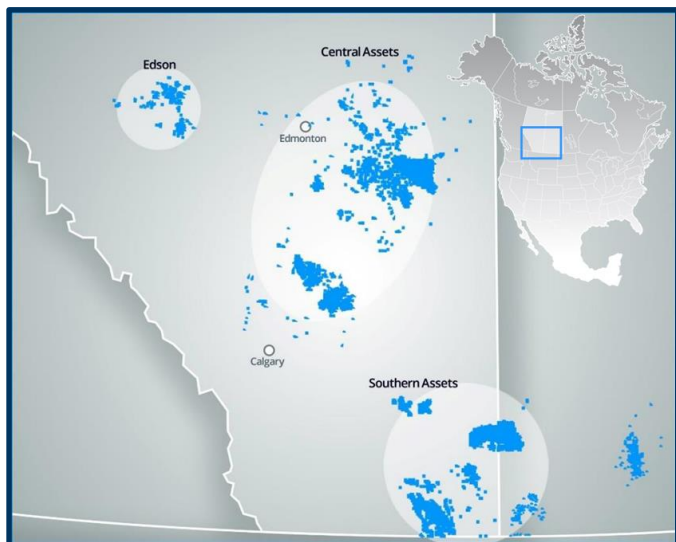 Central Assets
Edson
Edmonton
Calgary
Southern Assets